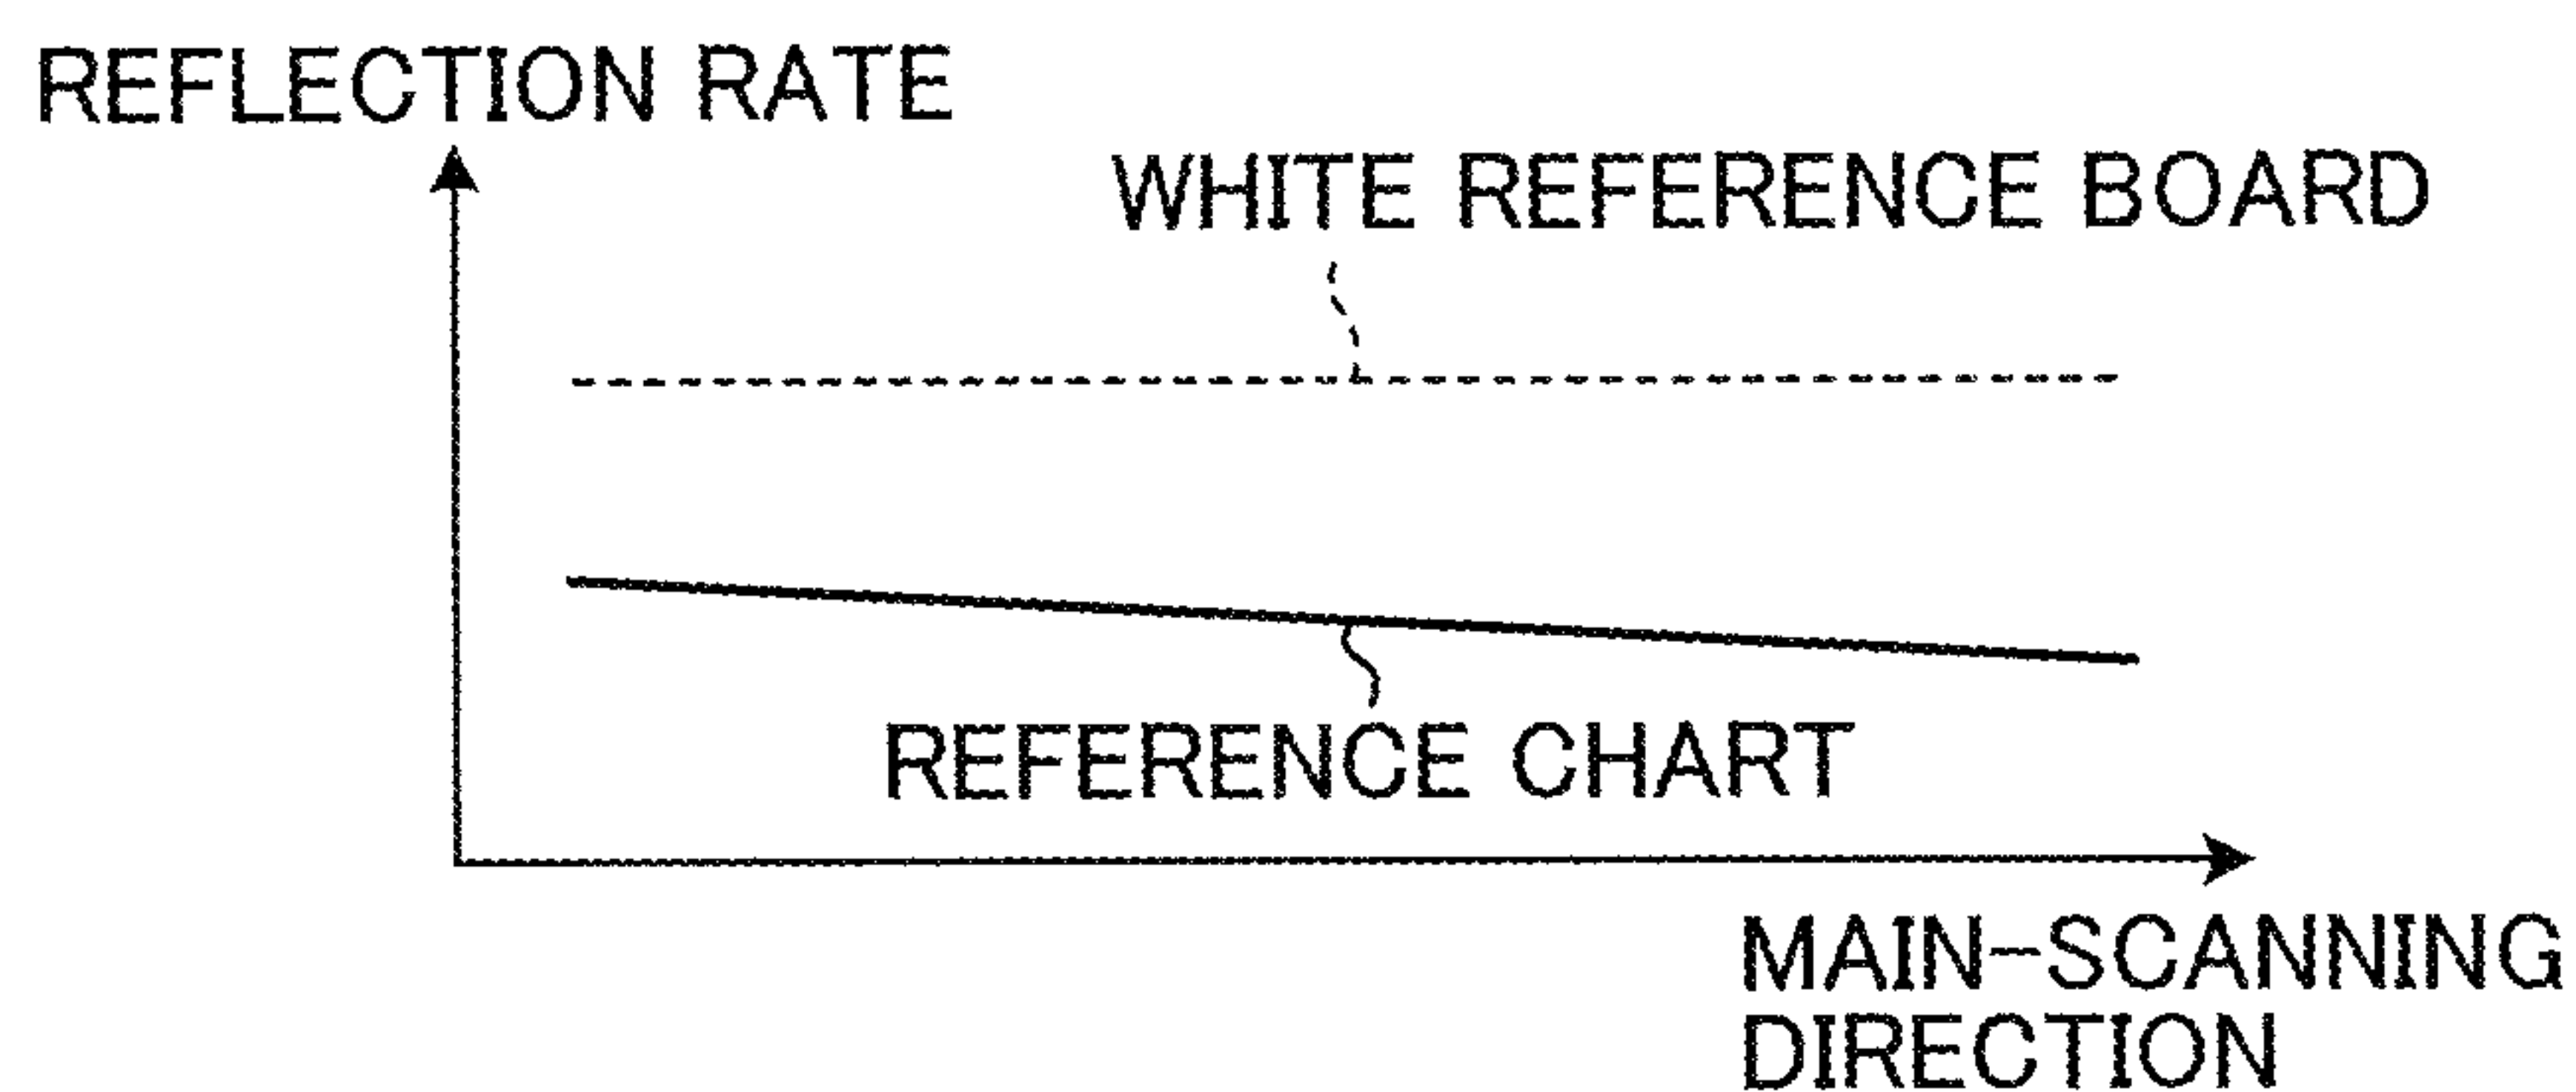 REFLECTION RATE
WHITE REFERENCE BOARD
REFERENCE CHART
MAIN-SCANNING
DIRECTION